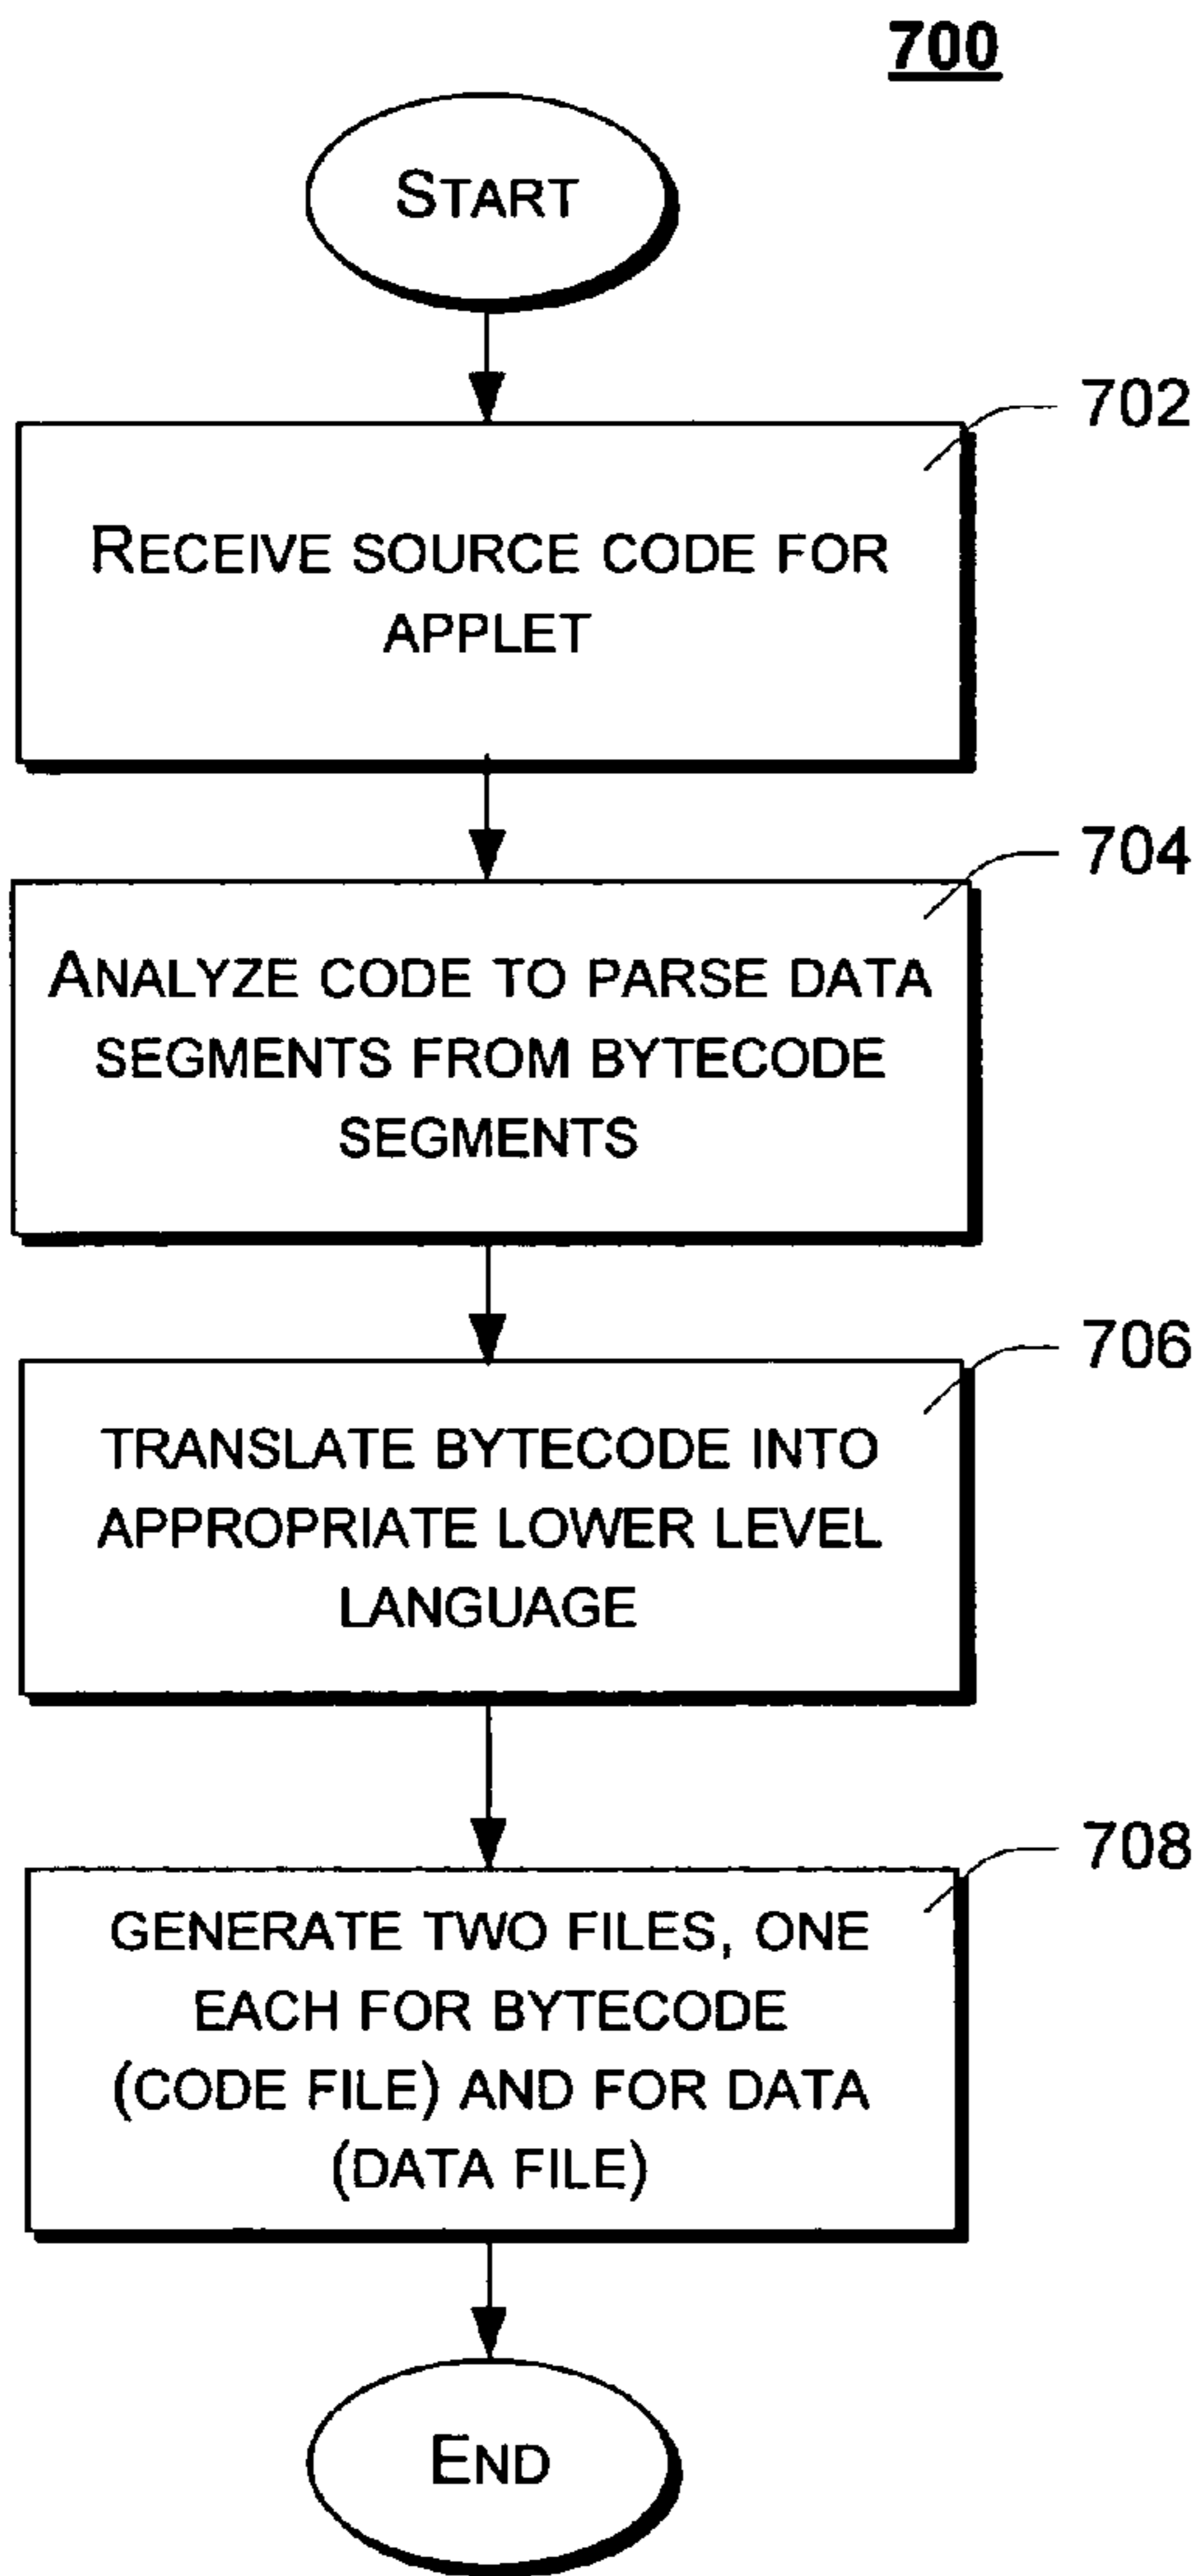 700
START
702
RECEIVE SOURCE CODE FOR
APPLET
704
ANALYZE CODE TO PARSE DATA
SEGMENTS FROM BYTECODE
SEGMENTS
706
TRANSLATE BYTECODE INTO
APPROPRIATE LOWER LEVEL
LANGUAGE
708
GENERATE TWO FILES, ONE
EACH FOR BYTECODE
(CODE FILE) AND FOR DATA
(DATA FILE)
END